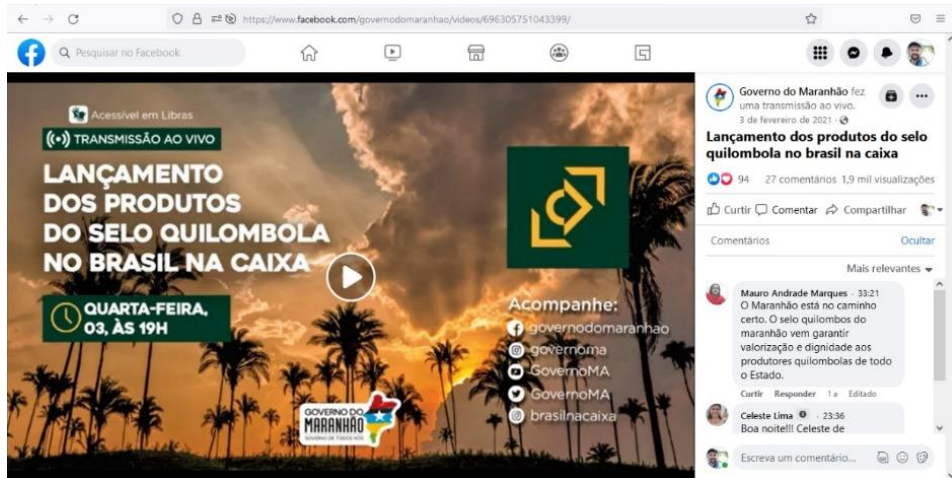 https://www.facebook.com/governodomaranhao/videos/696305751043399/
Pesquisar no Facebook
Acessível em Libras
TRANSMISSÃO AO VIVO
LANÇAMENTO
DOS PRODUTOS
DO SELO QUILOMBOLA
NO BRASIL NA CAIXA
QUARTA-FEIRA,
03, ÀS 19H
Acompanhe:
governodomaranhao
governoma
GovernoMA
GovernoMA
brasilnacaixa
GOVERNO DO
MARANHÃO
GOVERNO DE TODOS NÓS
Governo do Maranhão fez
uma transmissão ao vivo.
3 de fevereiro de 2021 ·
Lançamento dos produtos do selo
quilombola no brasil na caixa
94 27 comentários 1,9 mil visualizações
Curtir Comentar Compartilhar
Comentários Ocultar
Mais relevantes
Mauro Andrade Marques · 33:21
O Maranhão está no caminho
certo. O selo quilombos do
maranhão vem garantir
valorização e dignidade aos
produtores quilombolas de todo
o Estado.
Curtir Responder 1 a Editado
Celeste Lima · 23:36
Boa noite!!! Celeste de
Escreva um comentário...